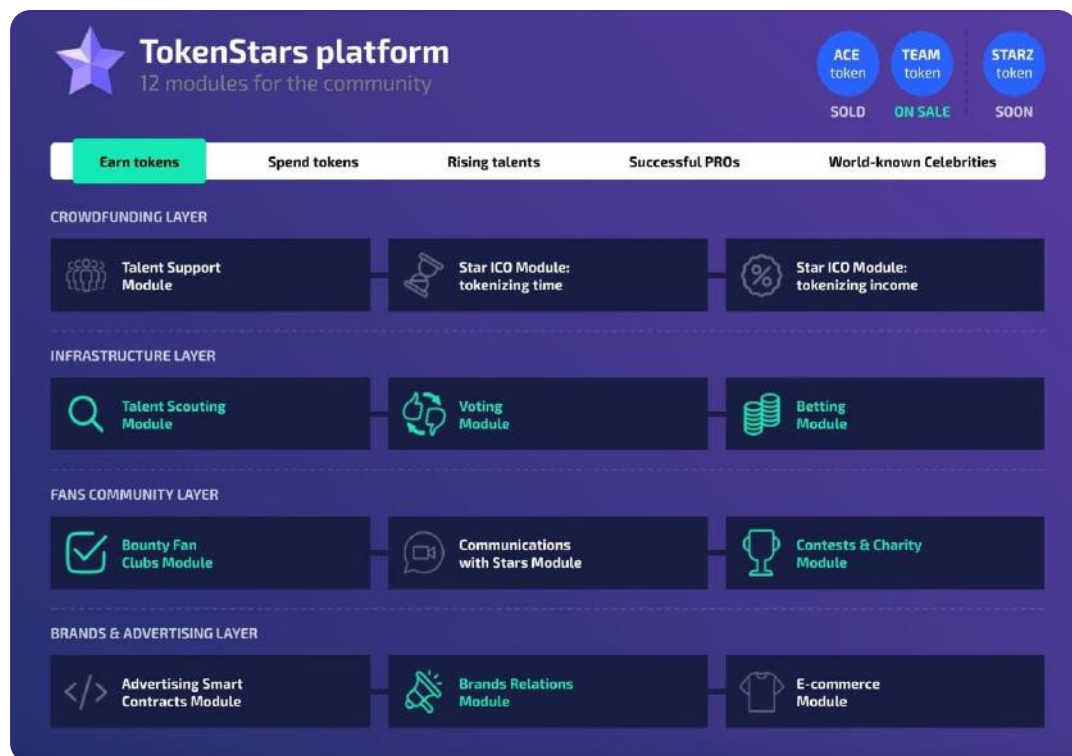 TokenStars platform
12 modules for the community
ACE
token
SOLD
TEAM
token
ON SALE
STARZ
token
SOON
Earn tokens
Spend tokens
Rising talents
Successful PROs
World-known Celebrities
CROWDFUNDING LAYER
Talent Support
Module
Star ICO Module:
tokenizing time
%
Star ICO Module:
tokenizing income
INFRASTRUCTURE LAYER
Talent Scouting
Module
Voting
Module
Betting
Module
FANS COMMUNITY LAYER
Bounty Fan
Clubs Module
Communications
with Stars Module
Contests & Charity
Module
BRANDS & ADVERTISING LAYER
</>
Advertising Smart
Contracts Module
Brands Relations
Module
E-commerce
Module